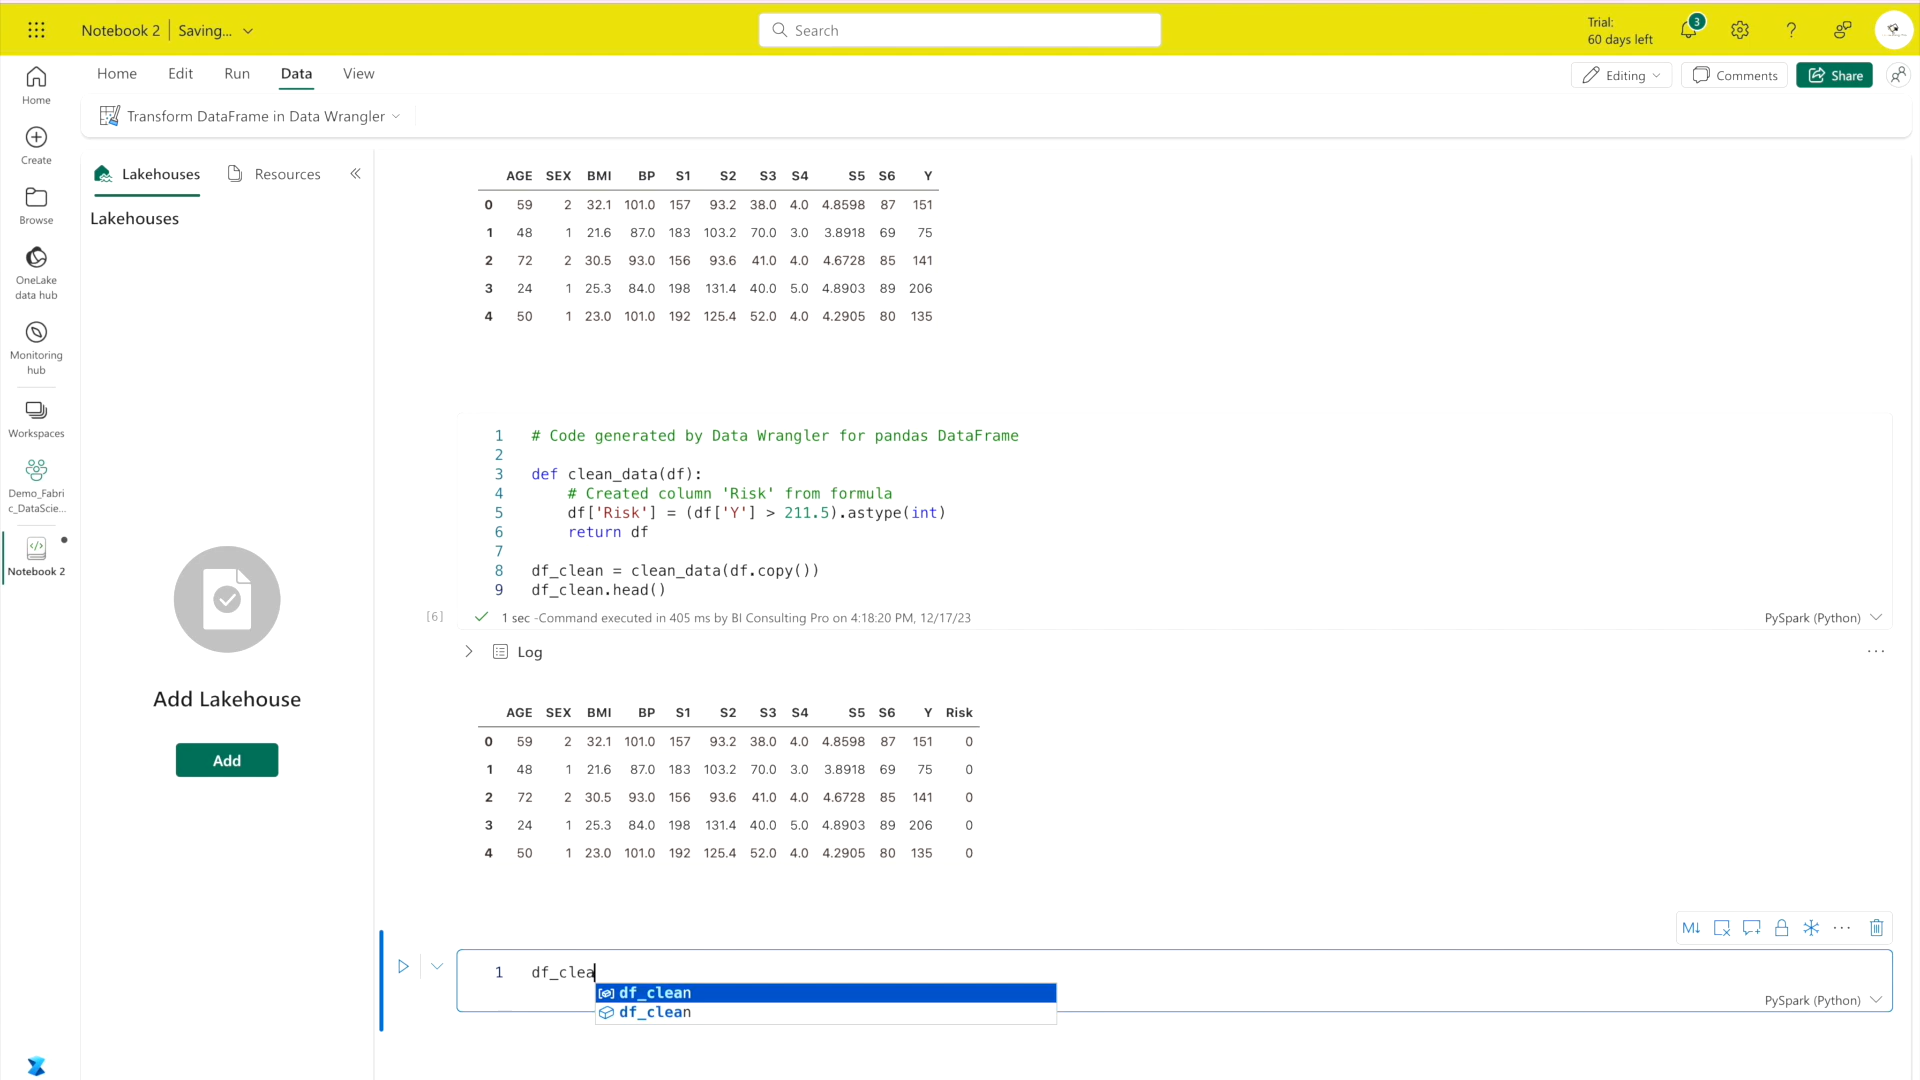 Notebook 2 | Saving...
Search
Trial:
60 days left
3
Home Edit Run Data View
Editing
Comments
Share
Transform DataFrame in Data Wrangler
Home
Create
Browse
OneLake
data hub
Monitoring
hub
Workspaces
Demo_Fabri
c_DataScie...
Notebook 2
Lakehouses Resources
Lakehouses
Add Lakehouse
Add
AGE SEX BMI BP S1 S2 S3 S4 S5 S6 Y
0 59 2 32.1 101.0 157 93.2 38.0 4.0 4.8598 87 151
1 48 1 21.6 87.0 183 103.2 70.0 3.0 3.8918 69 75
2 72 2 30.5 93.0 156 93.6 41.0 4.0 4.6728 85 141
3 24 1 25.3 84.0 198 131.4 40.0 5.0 4.8903 89 206
4 50 1 23.0 101.0 192 125.4 52.0 4.0 4.2905 80 135
1 # Code generated by Data Wrangler for pandas DataFrame
2
3 def clean_data(df):
4 # Created column 'Risk' from formula
5 df['Risk'] = (df['Y'] > 211.5).astype(int)
6 return df
7
8 df_clean = clean_data(df.copy())
9 df_clean.head()
[6] 1 sec -Command executed in 405 ms by BI Consulting Pro on 4:18:20 PM, 12/17/23
PySpark (Python)
Log
...
AGE SEX BMI BP S1 S2 S3 S4 S5 S6 Y Risk
0 59 2 32.1 101.0 157 93.2 38.0 4.0 4.8598 87 151 0
1 48 1 21.6 87.0 183 103.2 70.0 3.0 3.8918 69 75 0
2 72 2 30.5 93.0 156 93.6 41.0 4.0 4.6728 85 141 0
3 24 1 25.3 84.0 198 131.4 40.0 5.0 4.8903 89 206 0
4 50 1 23.0 101.0 192 125.4 52.0 4.0 4.2905 80 135 0
M↓
...
1 df_clea
df_clean
df_clean
PySpark (Python)